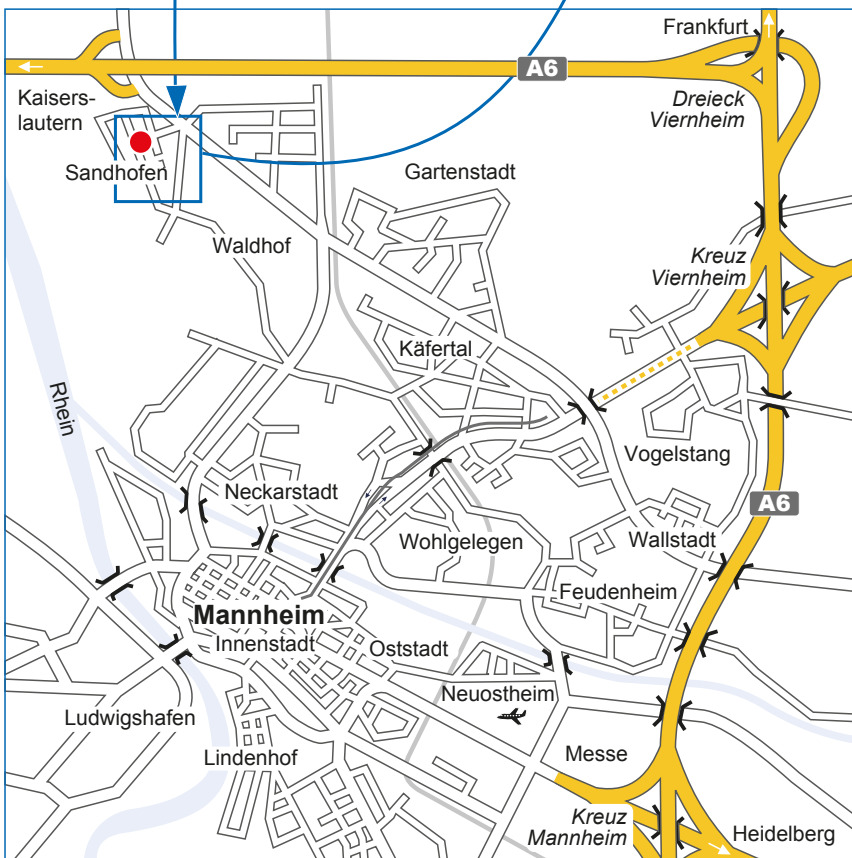 Frankfurt
A6
Kaisers-
lautern
Dreieck
Viernheim
Sandhofen
Gartenstadt
Waldhof
Kreuz
Viernheim
Käfertal
Rhein
Vogelstang
Neckarstadt
A6
Wohlgelegen
Wallstadt
Feudenheim
Mannheim
Innenstadt
Oststadt
Neuostheim
Ludwigshafen
Lindenhof
Messe
Kreuz
Mannheim
Heidelberg